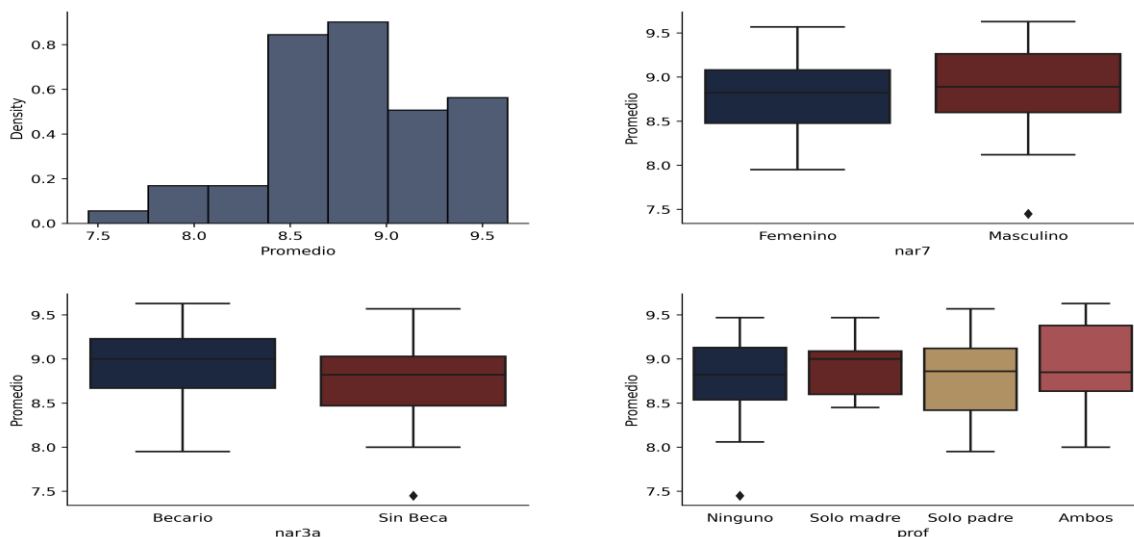 0.8
0.6
0.4
0.2
0.0
Density
7.5 8.0 8.5 9.0 9.5
Promedio
9.5
9.0
8.5
8.0
7.5
Promedio
Femenino Masculino
nar7
9.5
9.0
8.5
8.0
7.5
Promedio
Becario Sin Beca
nar3a
9.5
9.0
8.5
8.0
7.5
Promedio
Ninguno Solo madre Solo padre Ambos
prof